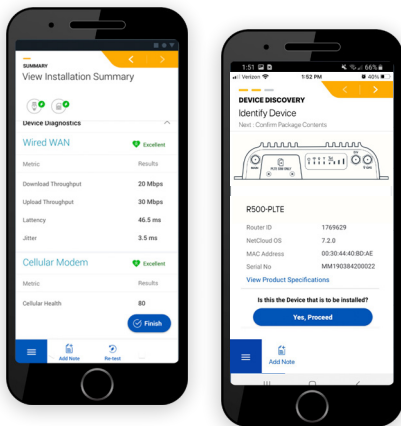 SUMMARY
View Installation Summary
Device Diagnostics
Wired WAN
Excellent
Metric Results
Download Throughput 20 Mbps
Upload Throughput 30 Mbps
Lattency 46.5 ms
Jitter 3.5 ms
Cellular Modem
Excellent
Metric Results
Cellular Health 80
Finish
Add Note Re-test
1:51 66%
Verizon 1:52 PM 40%
DEVICE DISCOVERY
Identify Device
Next : Confirm Package Contents
R500-PLTE
Router ID 1769629
NetCloud OS 7.2.0
MAC Address 00:30:44:40:BD:AE
Serial No MM190384200022
View Product Specifications
Is this the Device that is to be installed?
Yes, Proceed
Add Note